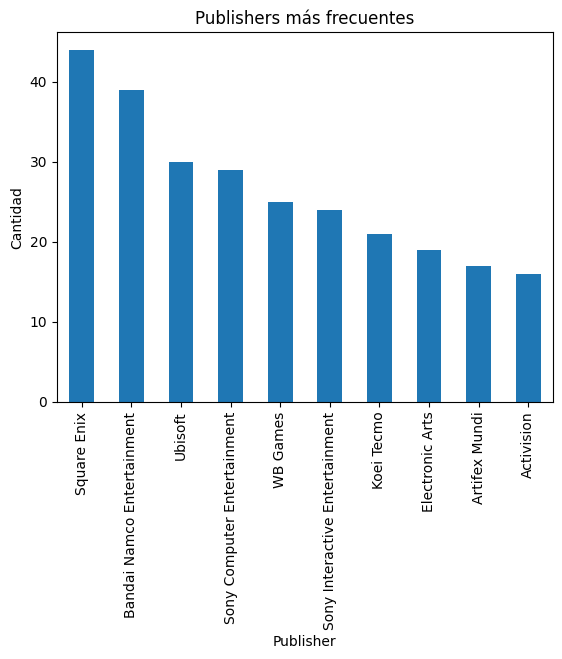 Publishers más frecuentes
Cantidad
40
30
20
10
0
Square Enix
Bandai Namco Entertainment
Ubisoft
Sony Computer Entertainment
WB Games
Sony Interactive Entertainment
Koei Tecmo
Electronic Arts
Artifex Mundi
Activision
Publisher